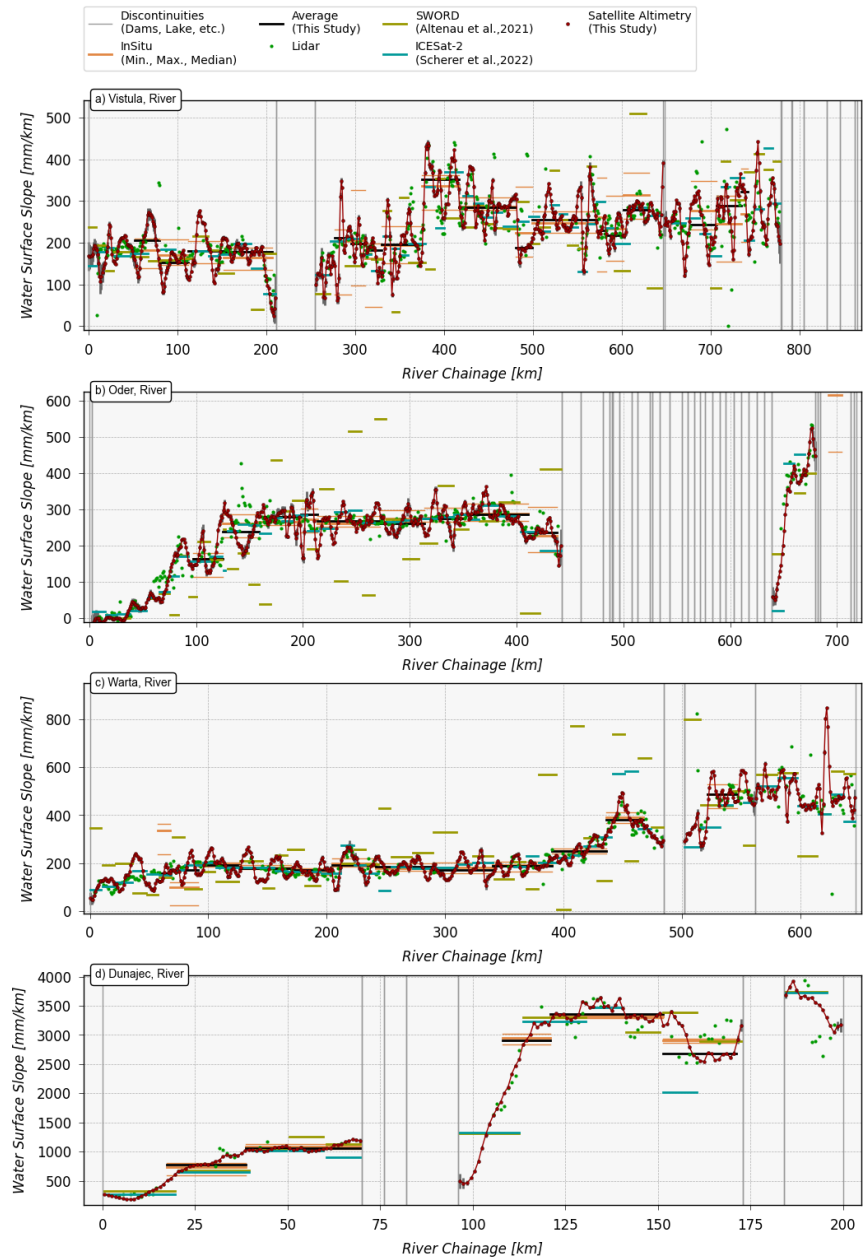 Discontinuities
(Dams, Lake, etc.)
InSitu
(Min., Max., Median)
Average
(This Study)
Lidar
SWORD
(Altenau et al.,2021)
ICESat-2
(Scherer et al.,2022)
Satellite Altimetry
(This Study)
a) Vistula, River
Water Surface Slope [mm/km]
500
400
300
200
100
0
0 100 200 300 400 500 600 700 800
River Chainage [km]
b) Oder, River
Water Surface Slope [mm/km]
600
500
400
300
200
100
0
0 100 200 300 400 500 600 700
River Chainage [km]
c) Warta, River
Water Surface Slope [mm/km]
800
600
400
200
0
0 100 200 300 400 500 600
River Chainage [km]
d) Dunajec, River
Water Surface Slope [mm/km]
4000
3500
3000
2500
2000
1500
1000
500
0 25 50 75 100 125 150 175 200
River Chainage [km]